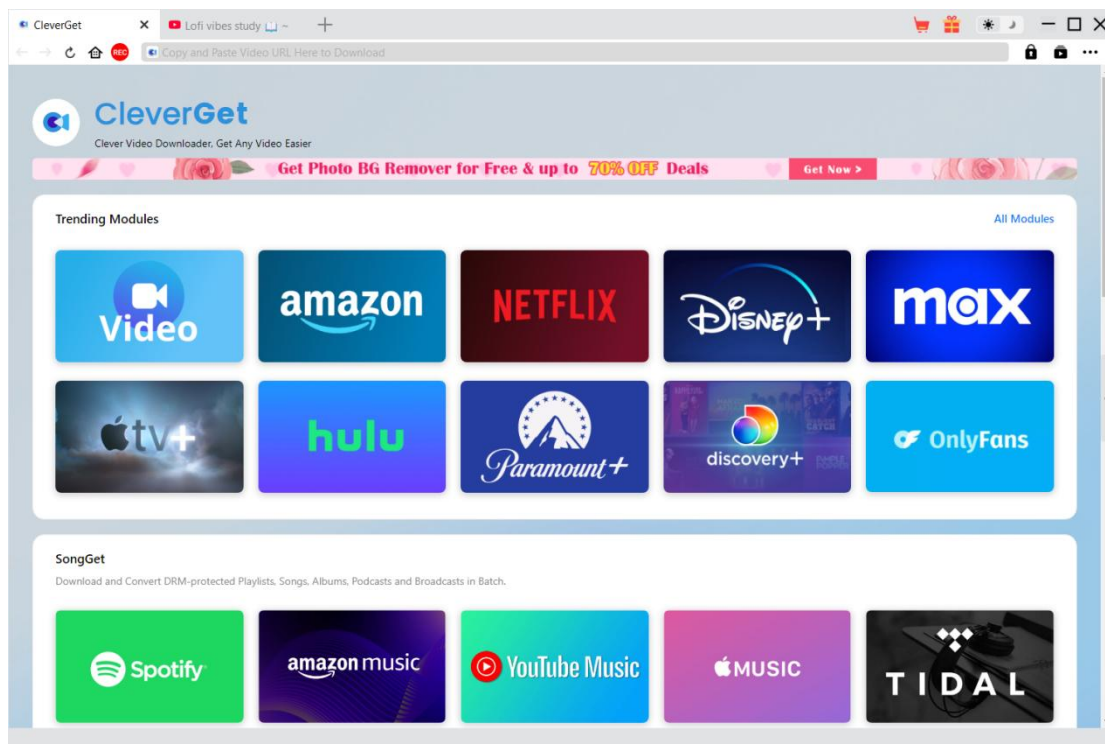 CleverGet
Lofi vibes study 📖 ~
REC
Copy and Paste Video URL Here to Download
CleverGet
Clever Video Downloader, Get Any Video Easier
Get Photo BG Remover for Free & up to 70% OFF Deals
Get Now >
Trending Modules
All Modules
Video
amazon
NETFLIX
Disney+
max
tv+
hulu
Paramount+
discovery+
OnlyFans
SongGet
Download and Convert DRM-protected Playlists, Songs, Albums, Podcasts and Broadcasts in Batch.
Spotify
amazon music
YouTube Music
MUSIC
TIDAL